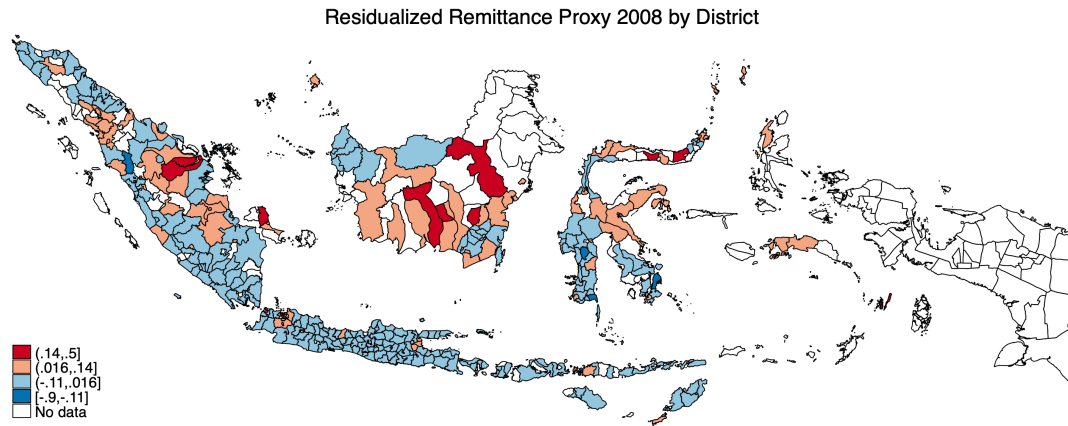 Residualized Remittance Proxy 2008 by District
(.14,.5]
(.016,.14]
(-.11,.016]
[-.9,-.11]
No data